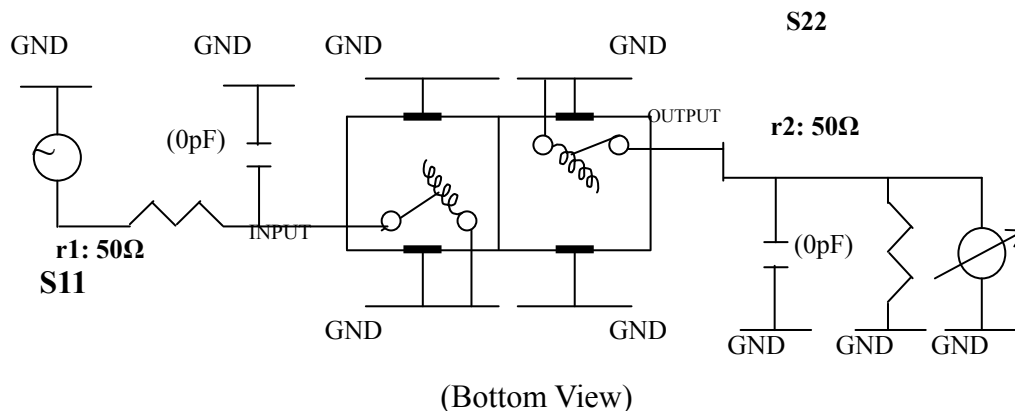 S22
GND
GND
GND
GND
(0pF)
OUTPUT
r2: 50Ω
INPUT
r1: 50Ω
S11
(0pF)
GND
GND
GND
GND
GND
(Bottom View)